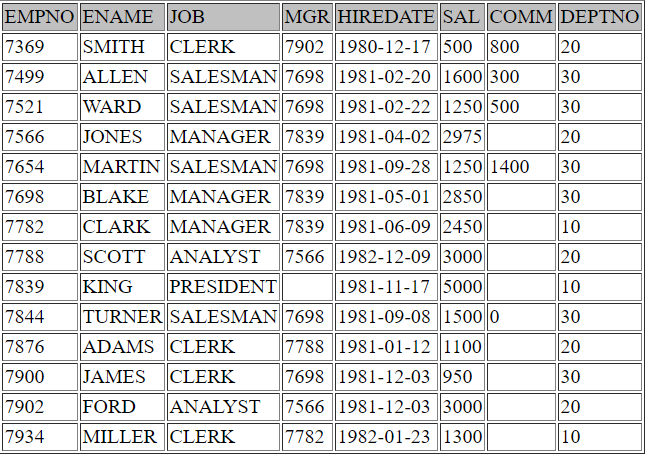 EMPNO ENAME JOB MGR HIREDATE SAL COMM DEPTNO
7369 SMITH CLERK 7902 1980-12-17 500 800 20
7499 ALLEN SALESMAN 7698 1981-02-20 1600 300 30
7521 WARD SALESMAN 7698 1981-02-22 1250 500 30
7566 JONES MANAGER 7839 1981-04-02 2975 20
7654 MARTIN SALESMAN 7698 1981-09-28 1250 1400 30
7698 BLAKE MANAGER 7839 1981-05-01 2850 30
7782 CLARK MANAGER 7839 1981-06-09 2450 10
7788 SCOTT ANALYST 7566 1982-12-09 3000 20
7839 KING PRESIDENT 1981-11-17 5000 10
7844 TURNER SALESMAN 7698 1981-09-08 1500 0 30
7876 ADAMS CLERK 7788 1981-01-12 1100 20
7900 JAMES CLERK 7698 1981-12-03 950 30
7902 FORD ANALYST 7566 1981-12-03 3000 20
7934 MILLER CLERK 7782 1982-01-23 1300 10